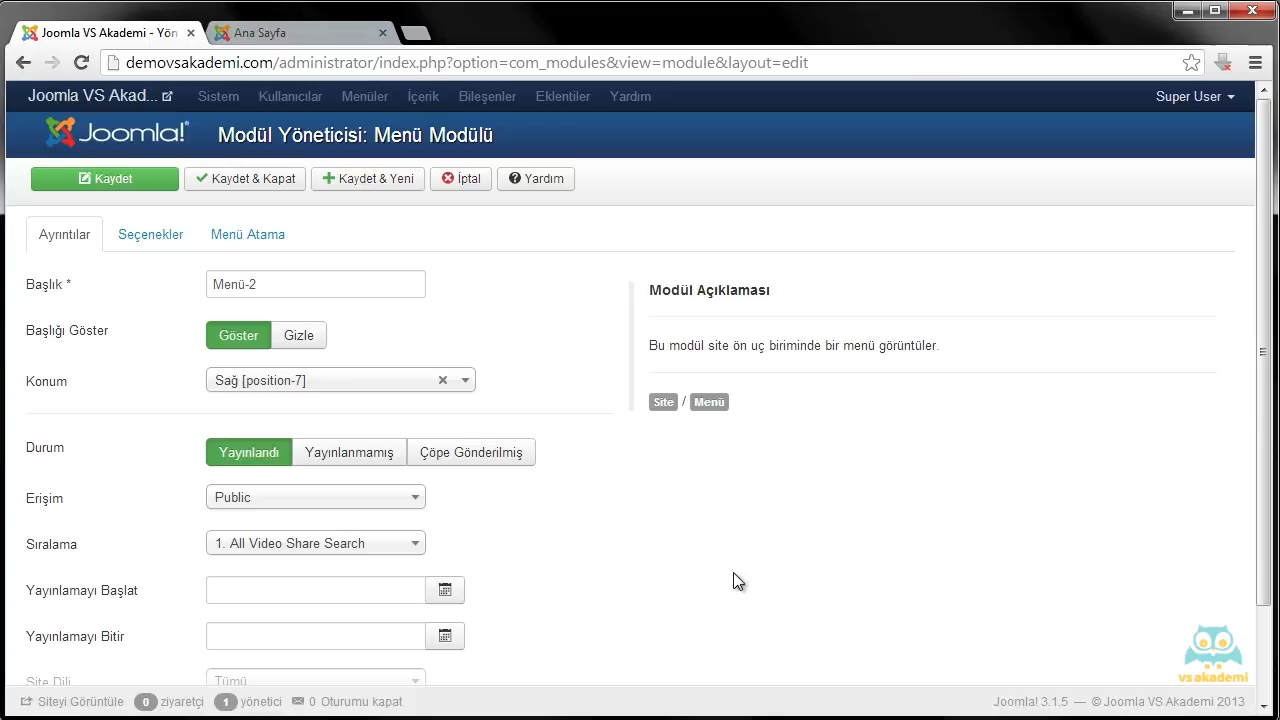 Joomla VS Akademi - Yön
Ana Sayfa
demovsakademi.com/administrator/index.php?option=com_modules&view=module&layout=edit
Joomla VS Akad... Sistem Kullanıcılar Menüler İçerik Bileşenler Eklentiler Yardım Super User
Joomla!® Modül Yöneticisi: Menü Modülü
Kaydet Kaydet & Kapat Kaydet & Yeni İptal Yardım
Ayrıntılar Seçenekler Menü Atama
Başlık * Menü-2
Modül Açıklaması
Başlığı Göster Göster Gizle
Bu modül site ön uç biriminde bir menü görüntüler.
Konum Sağ [position-7]
Site / Menü
Durum Yayınlandı Yayınlanmamış Çöpe Gönderilmiş
Erişim Public
Sıralama 1. All Video Share Search
Yayınlamayı Başlat
Yayınlamayı Bitir
Site Dili Tümü
vsakademi
Siteyi Görüntüle 0 ziyaretçi 1 yönetici 0 Oturumu kapat
Joomla! 3.1.5 — © Joomla VS Akademi 2013